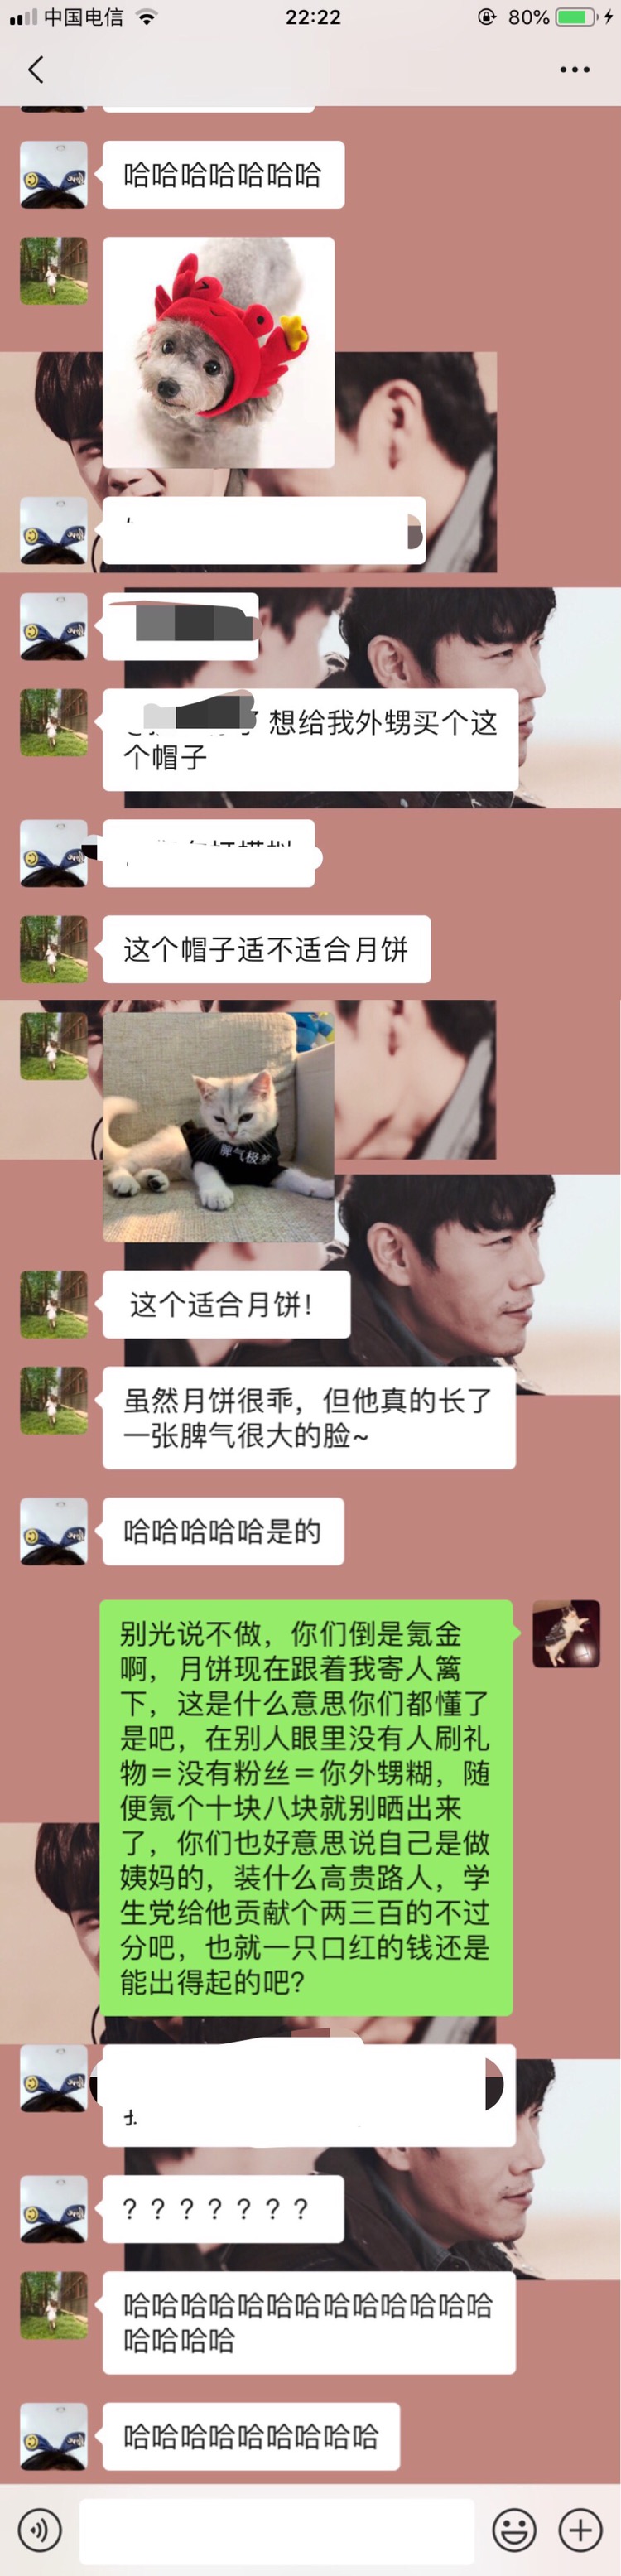 中国电信
22:22
80%
哈哈哈哈哈哈哈
想给我外甥买个这
个帽子
这个帽子适不适合月饼
脾气极差
这个适合月饼！
虽然月饼很乖，但他真的长了
一张脾气很大的脸~
哈哈哈哈哈是的
别光说不做，你们倒是氪金
啊，月饼现在跟着我寄人篱
下，这是什么意思你们都懂了
是吧，在别人眼里没有人刷礼
物＝没有粉丝＝你外甥糊，随
便氪个十块八块就别晒出来
了，你们也好意思说自己是做
姨妈的，装什么高贵路人，学
生党给他贡献个两三百的不过
分吧，也就一只口红的钱还是
能出得起的吧？
？？？？？？？
哈哈哈哈哈哈哈哈哈哈哈哈哈
哈哈哈哈
哈哈哈哈哈哈哈哈哈